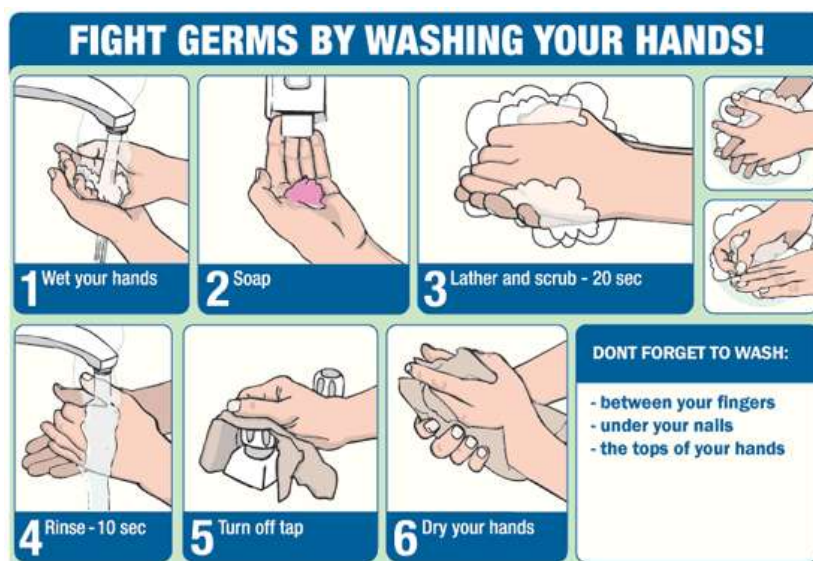 FIGHT GERMS BY WASHING YOUR HANDS!
1 Wet your hands
2 Soap
3 Lather and scrub - 20 sec
4 Rinse - 10 sec
5 Turn off tap
6 Dry your hands
DONT FORGET TO WASH:
- between your fingers
- under your nails
- the tops of your hands